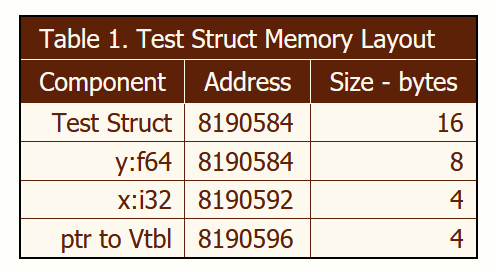 Table 1. Test Struct Memory Layout
Component Address Size - bytes
Test Struct 8190584 16
y:f64 8190584 8
x:i32 8190592 4
ptr to Vtbl 8190596 4